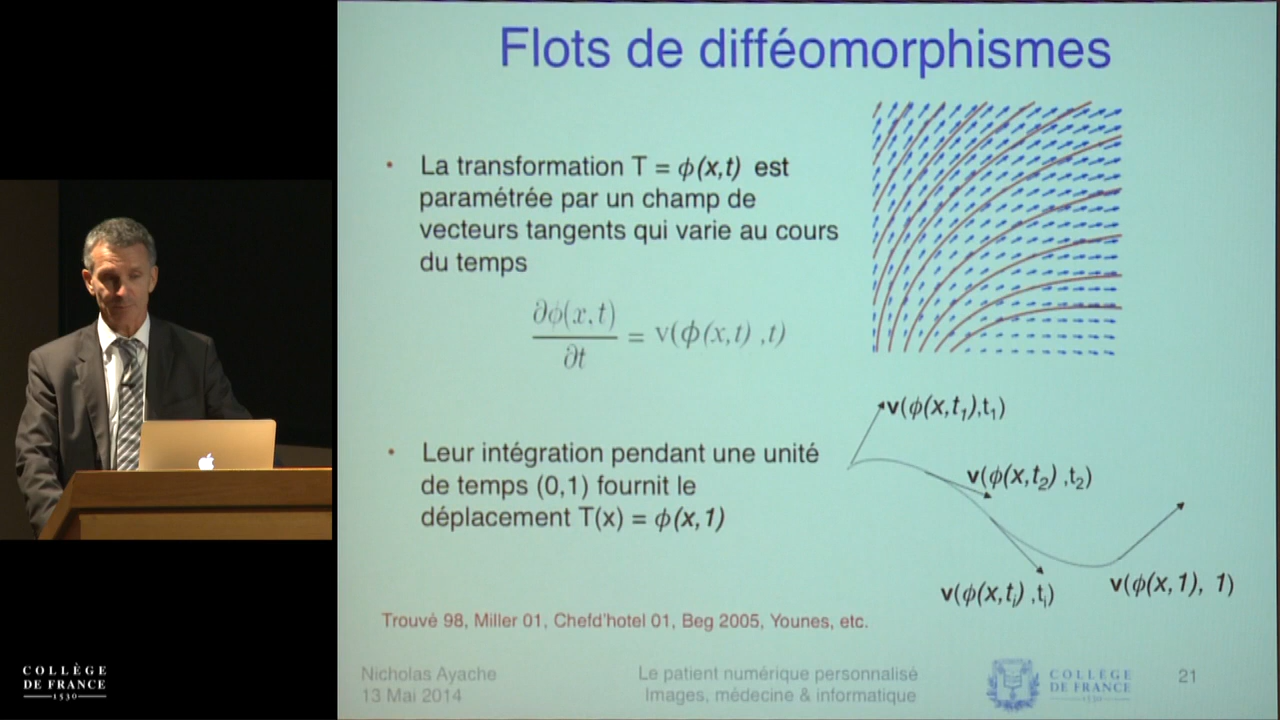 Flots de difféomorphismes
• La transformation T = ϕ(x,t) est
paramétrée par un champ de
vecteurs tangents qui varie au cours
du temps
∂ϕ(x,t)
∂t
= v(ϕ(x,t) ,t)
• Leur intégration pendant une unité
de temps (0,1) fournit le
déplacement T(x) = ϕ(x,1)
v(ϕ(x,t₁),t₁)
v(ϕ(x,t₂) ,t₂)
v(ϕ(x,tᵢ) ,tᵢ)
v(ϕ(x,1), 1)
Trouvé 98, Miller 01, Chefd'hotel 01, Beg 2005, Younes, etc.
Nicholas Ayache
13 Mai 2014
Le patient numérique personnalisé
Images, médecine & informatique
COLLÈGE
DE FRANCE
1530
21
COLLÈGE
DE FRANCE
1530